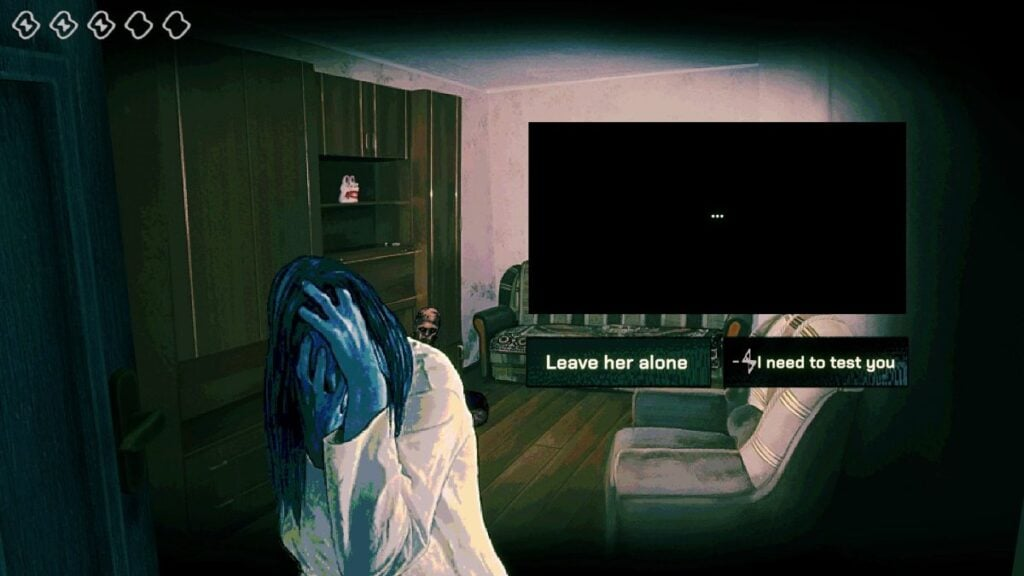 ...
Leave her alone
- I need to test you